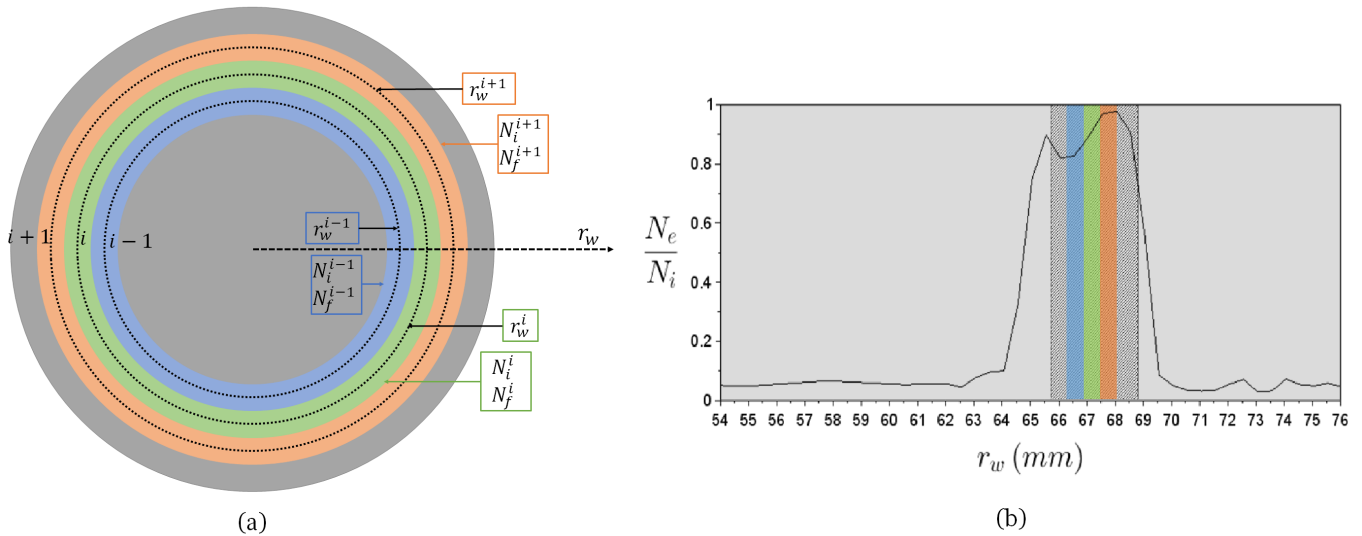 r_w^{i+1}
N_i^{i+1}
N_f^{i+1}
i + 1
i
i − 1
r_w^{i−1}
r_w
N_i^{i−1}
N_f^{i−1}
r_w^i
N_i^i
N_f^i
(a)
1
0.8
0.6
0.4
0.2
0
N_e
N_i
54 55 56 57 58 59 60 61 62 63 64 65 66 67 68 69 70 71 72 73 74 75 76
r_w (mm)
(b)